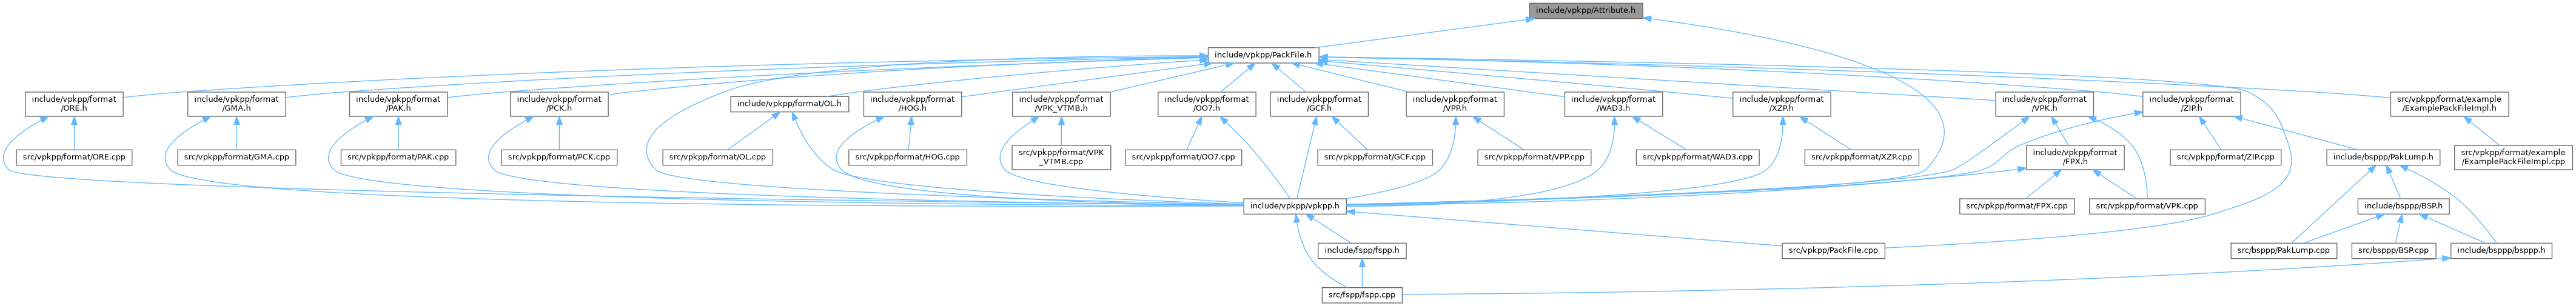 include/vpkpp/Attribute.h
include/vpkpp/PackFile.h
include/vpkpp/format
/ORE.h
include/vpkpp/format
/GMA.h
include/vpkpp/format
/PAK.h
include/vpkpp/format
/PCK.h
include/vpkpp/format/OL.h
include/vpkpp/format
/HOG.h
include/vpkpp/format
/VPK_VTMB.h
include/vpkpp/format
/OO7.h
include/vpkpp/format
/GCF.h
include/vpkpp/format
/VPP.h
include/vpkpp/format
/WAD3.h
include/vpkpp/format
/XZP.h
include/vpkpp/format
/VPK.h
include/vpkpp/format
/ZIP.h
src/vpkpp/format/example
/ExamplePackFileImpl.h
src/vpkpp/format/ORE.cpp
src/vpkpp/format/GMA.cpp
src/vpkpp/format/PAK.cpp
src/vpkpp/format/PCK.cpp
src/vpkpp/format/OL.cpp
src/vpkpp/format/HOG.cpp
src/vpkpp/format/VPK
_VTMB.cpp
src/vpkpp/format/OO7.cpp
src/vpkpp/format/GCF.cpp
src/vpkpp/format/VPP.cpp
src/vpkpp/format/WAD3.cpp
src/vpkpp/format/XZP.cpp
include/vpkpp/format
/FPX.h
src/vpkpp/format/ZIP.cpp
include/bsppp/PakLump.h
src/vpkpp/format/example
/ExamplePackFileImpl.cpp
include/vpkpp/vpkpp.h
src/vpkpp/format/FPX.cpp
src/vpkpp/format/VPK.cpp
include/bsppp/BSP.h
include/fspp/fspp.h
src/vpkpp/PackFile.cpp
src/bsppp/PakLump.cpp
src/bsppp/BSP.cpp
include/bsppp/bsppp.h
src/fspp/fspp.cpp